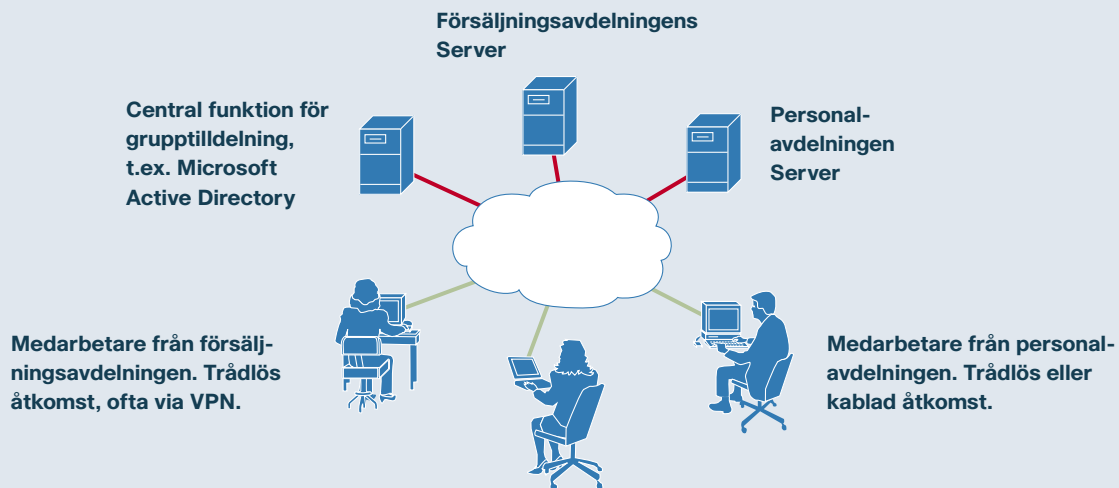 Försäljningsavdelningens
Server
Central funktion för
grupptilldelning,
t.ex. Microsoft
Active Directory
Personal-
avdelningen
Server
Medarbetare från försälj-
ningsavdelningen. Trådlös
åtkomst, ofta via VPN.
Medarbetare från personal-
avdelningen. Trådlös eller
kablad åtkomst.